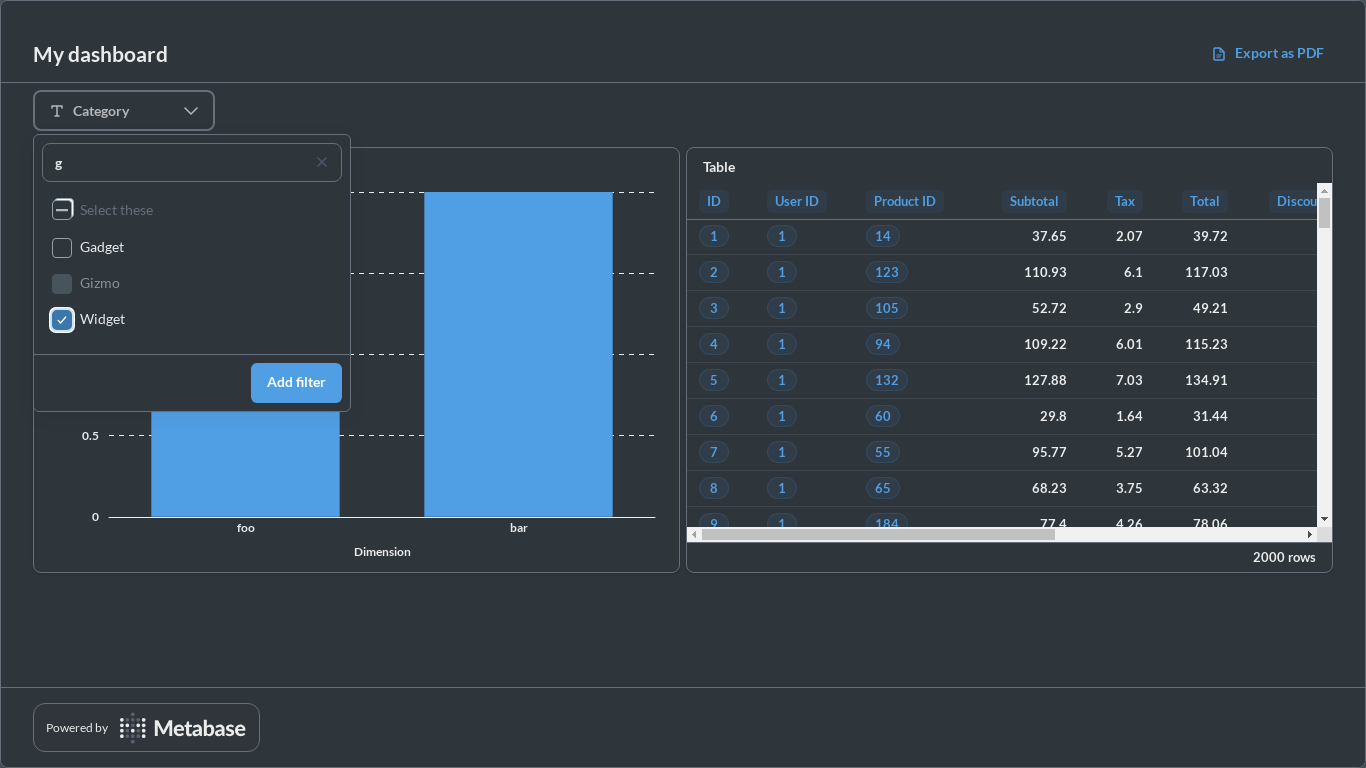 My dashboard
Export as PDF
Category
g
Select these
Gadget
Gizmo
Widget
Add filter
0.5
0
foo
bar
Dimension
Table
ID User ID Product ID Subtotal Tax Total Discou
1 1 14 37.65 2.07 39.72
2 1 123 110.93 6.1 117.03
3 1 105 52.72 2.9 49.21
4 1 94 109.22 6.01 115.23
5 1 132 127.88 7.03 134.91
6 1 60 29.8 1.64 31.44
7 1 55 95.77 5.27 101.04
8 1 65 68.23 3.75 63.32
9 1 184 77.4 4.26 78.06
2000 rows
Powered by Metabase